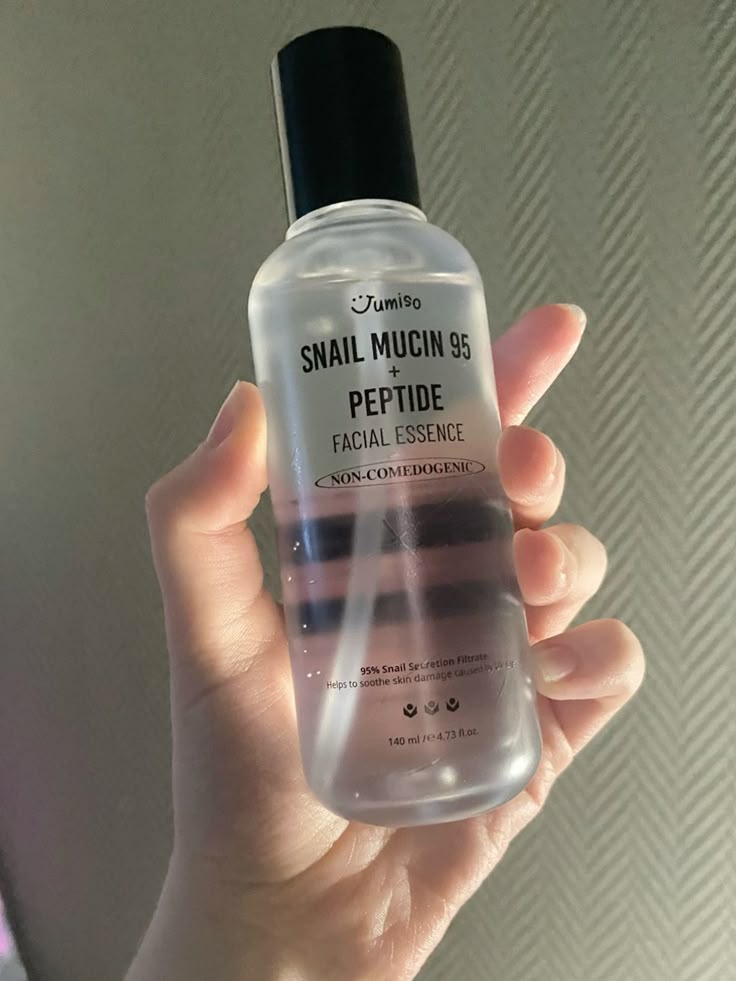 Jumiso
SNAIL MUCIN 95
+
PEPTIDE
FACIAL ESSENCE
NON-COMEDOGENIC
95% Snail Secretion Filtrate
Helps to soothe skin damage caused by
140 ml / ℮ 4.73 fl.oz.